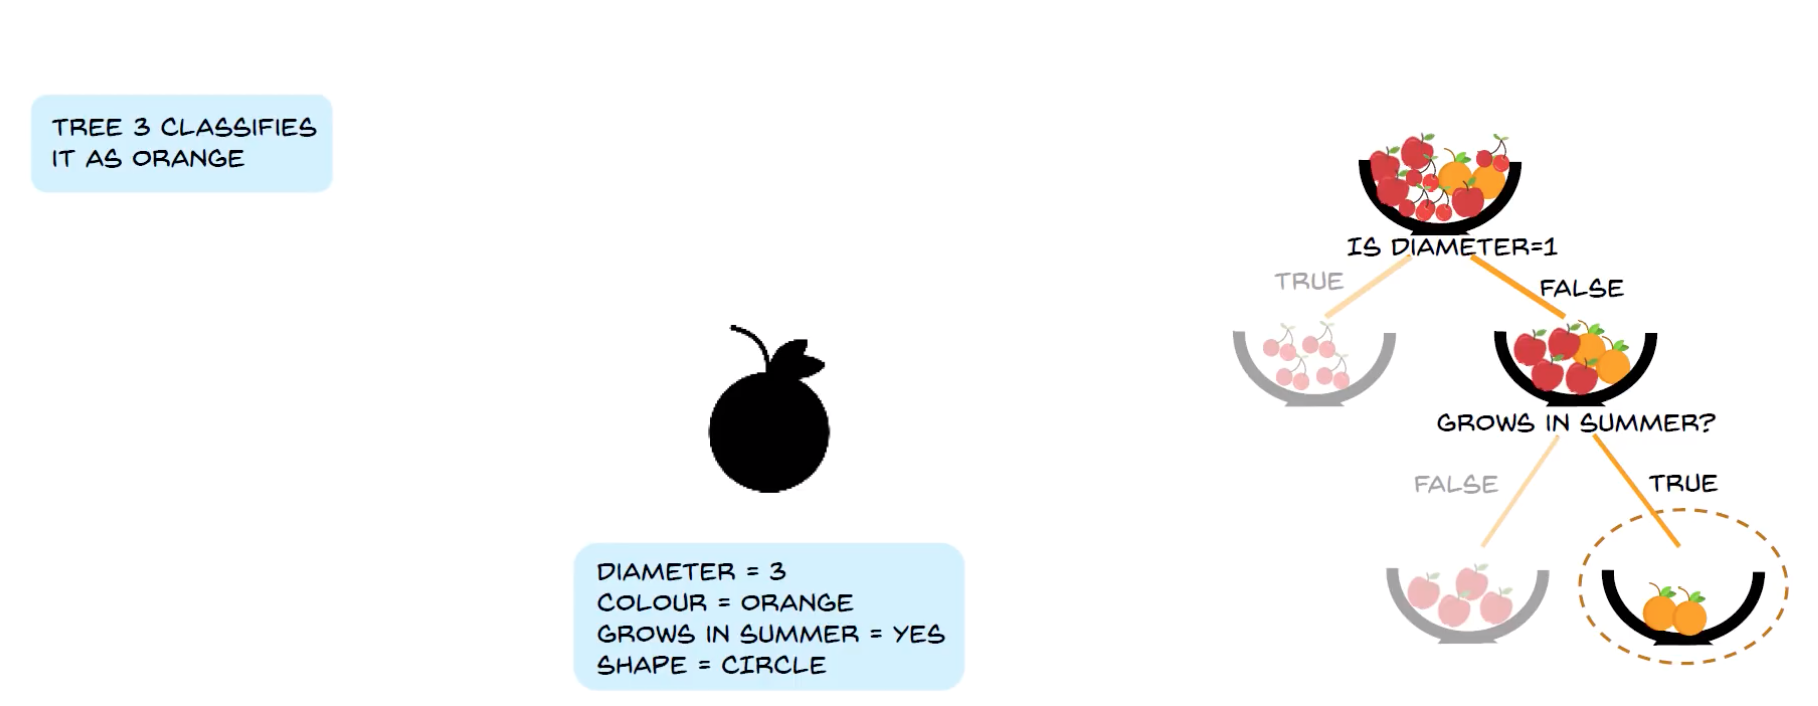 TREE 3 CLASSIFIES
IT AS ORANGE
IS DIAMETER=1
TRUE
FALSE
GROWS IN SUMMER?
FALSE
TRUE
DIAMETER = 3
COLOUR = ORANGE
GROWS IN SUMMER = YES
SHAPE = CIRCLE